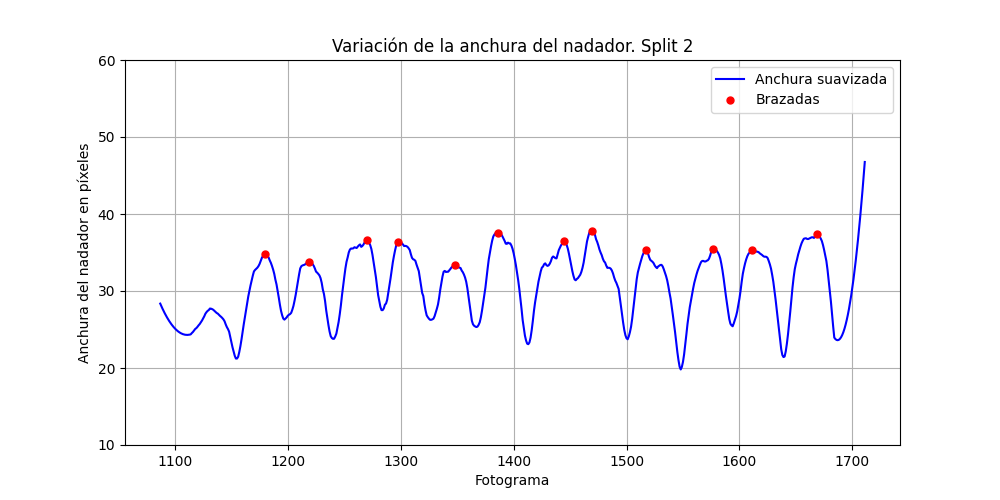 Variación de la anchura del nadador. Split 2
Anchura suavizada
Brazadas
Anchura del nadador en píxeles
60
50
40
30
20
10
1100 1200 1300 1400 1500 1600 1700
Fotograma